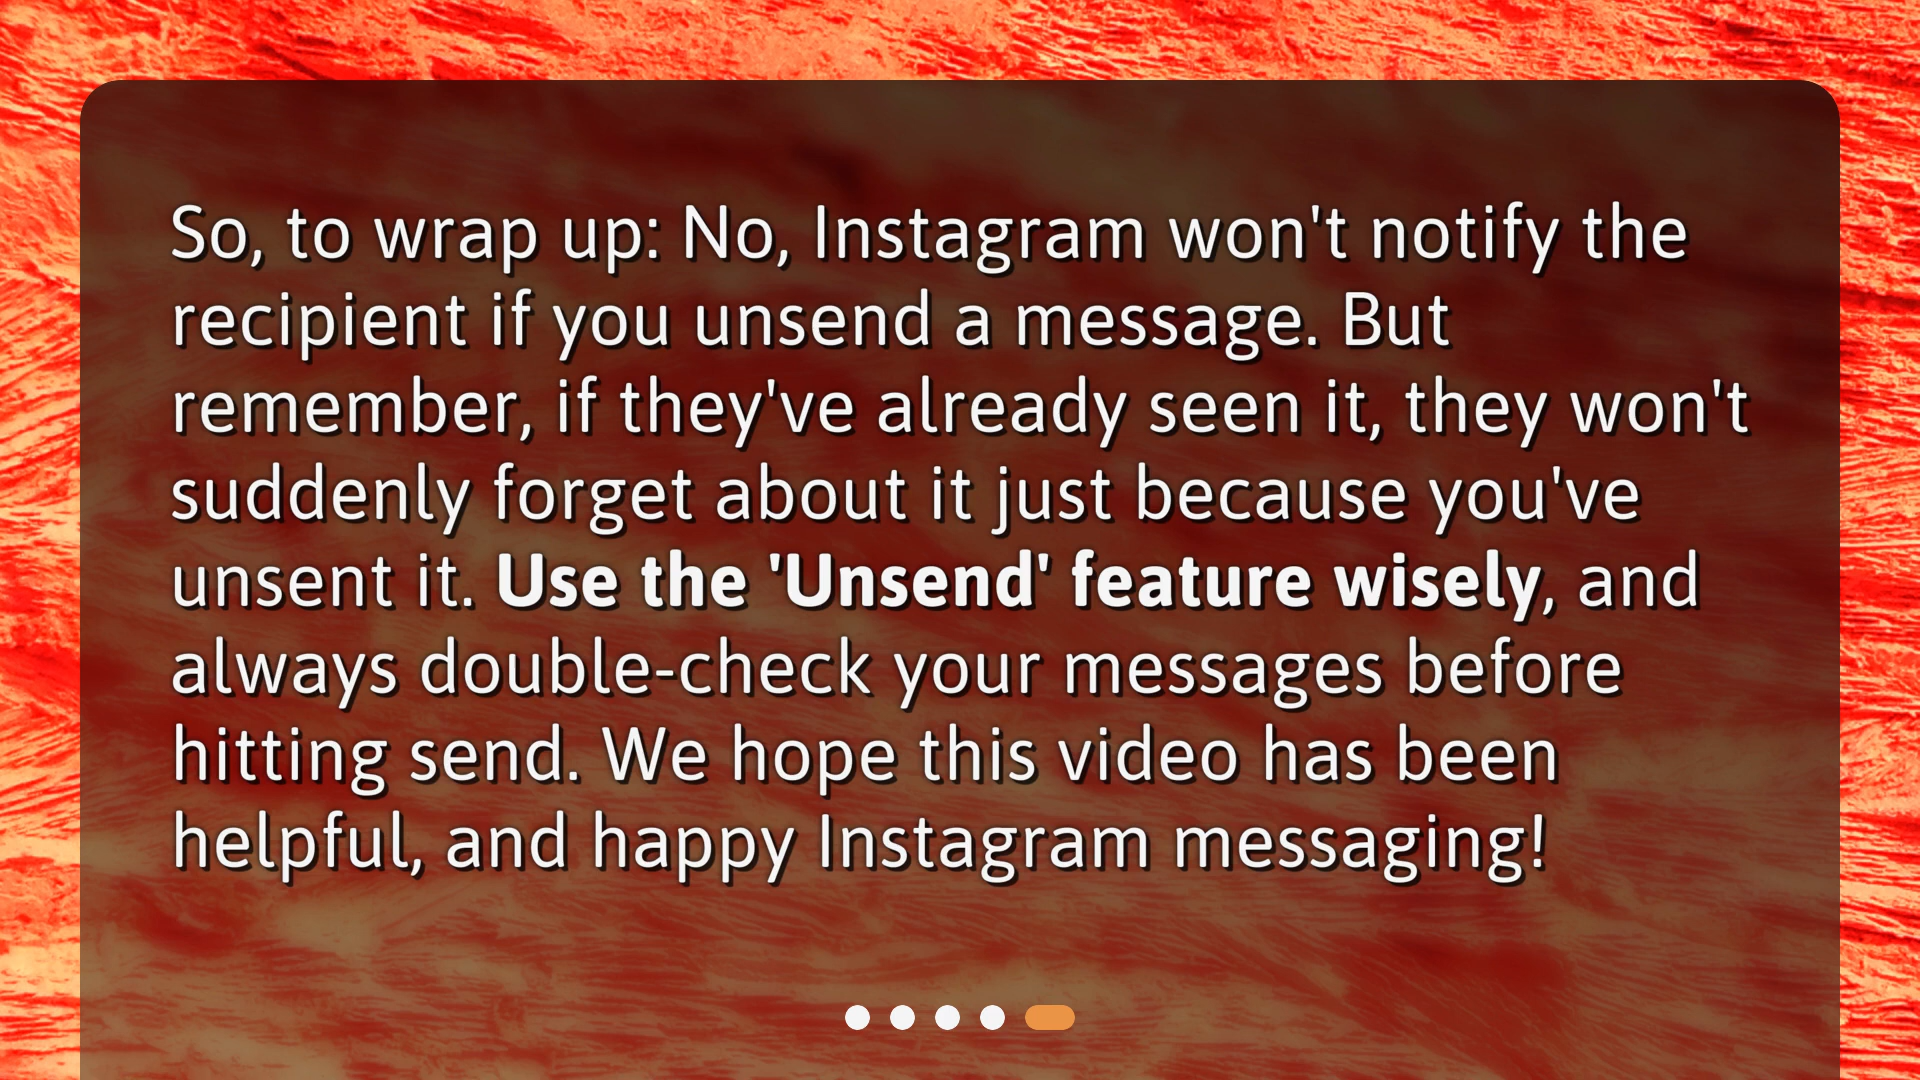 So, to wrap up: No, Instagram won't notify the
recipient if you unsend a message. But
remember, if they've already seen it, they won't
suddenly forget about it just because you've
unsent it. Use the 'Unsend' feature wisely, and
always double-check your messages before
hitting send. We hope this video has been
helpful, and happy Instagram messaging!